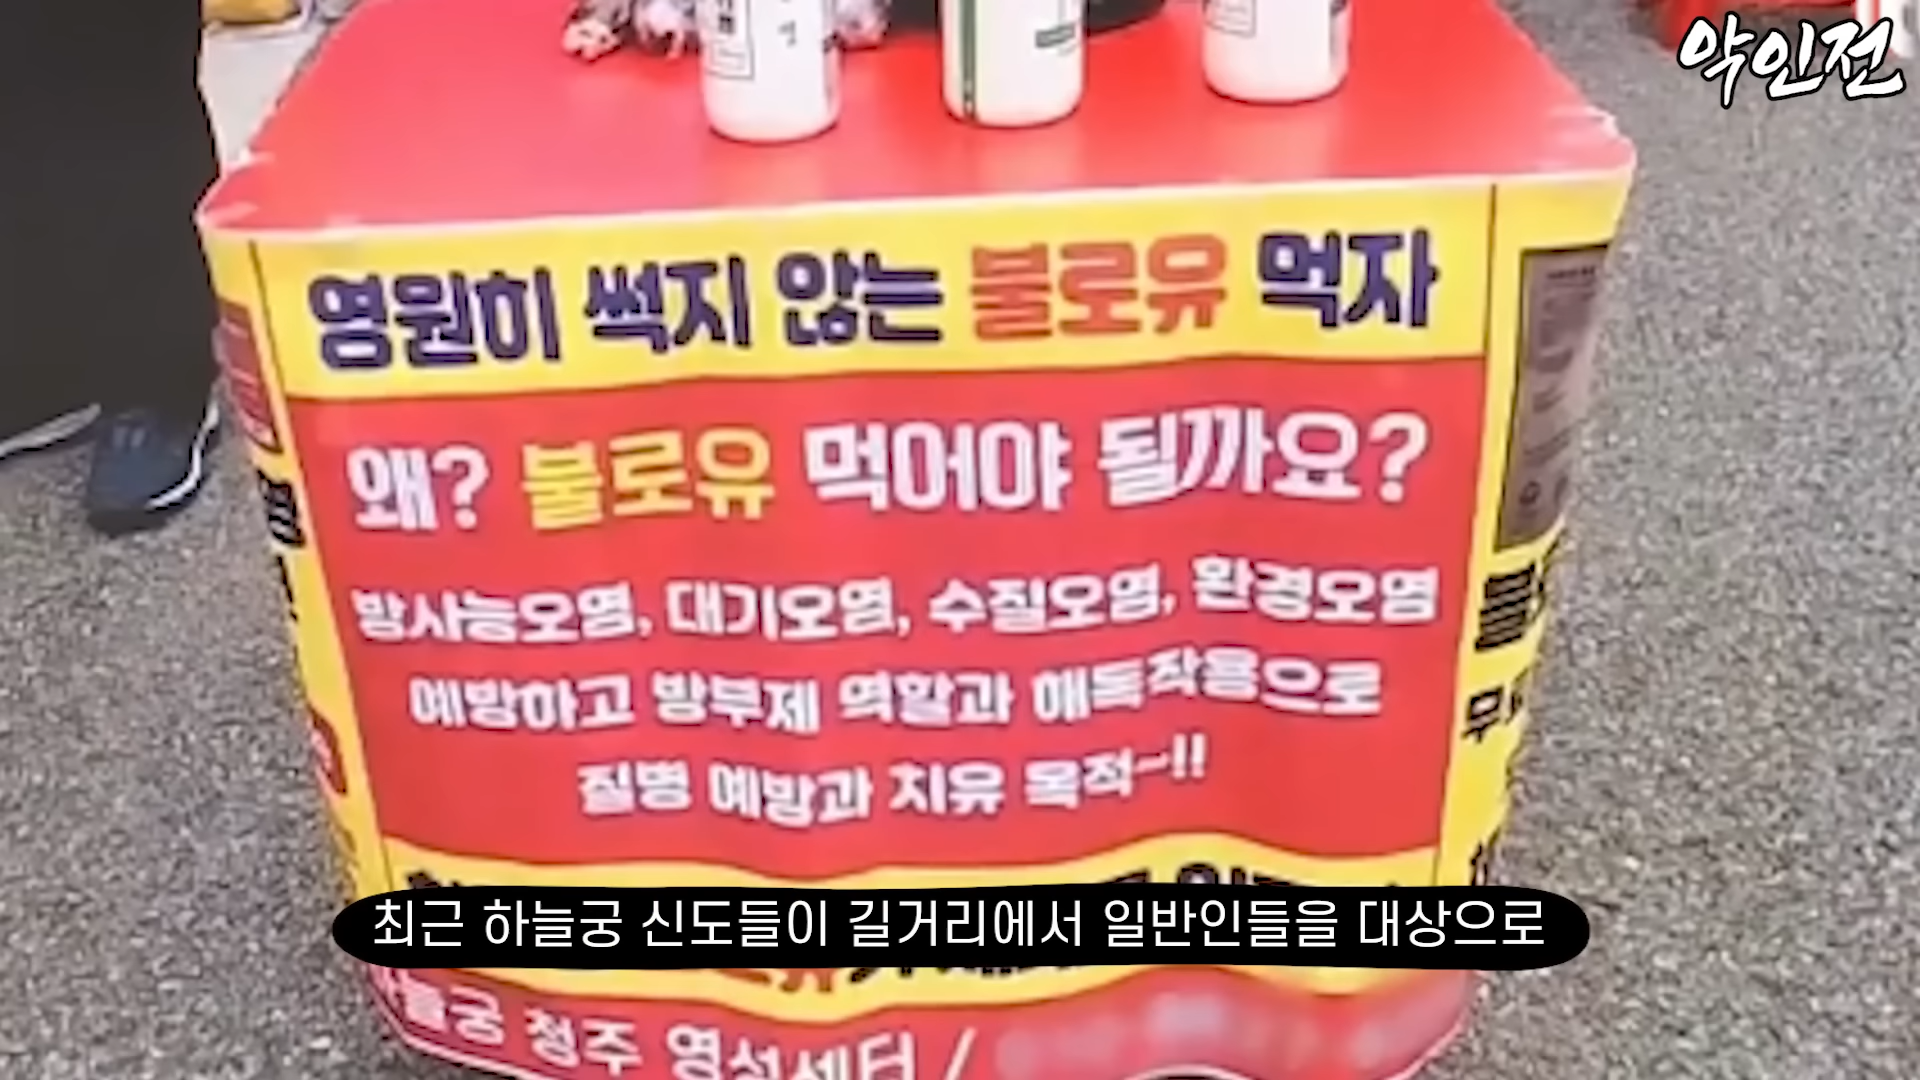 약인전
영원히 썩지 않는 불로유 먹자
왜? 불로유 먹어야 될까요?
방사능오염, 대기오염, 수질오염, 환경오염
예방하고 방부제 역할과 해독작용으로
질병 예방과 치유 목적~!!
최근 하늘궁 신도들이 길거리에서 일반인들을 대상으로
하늘궁 청주 영성센터 /